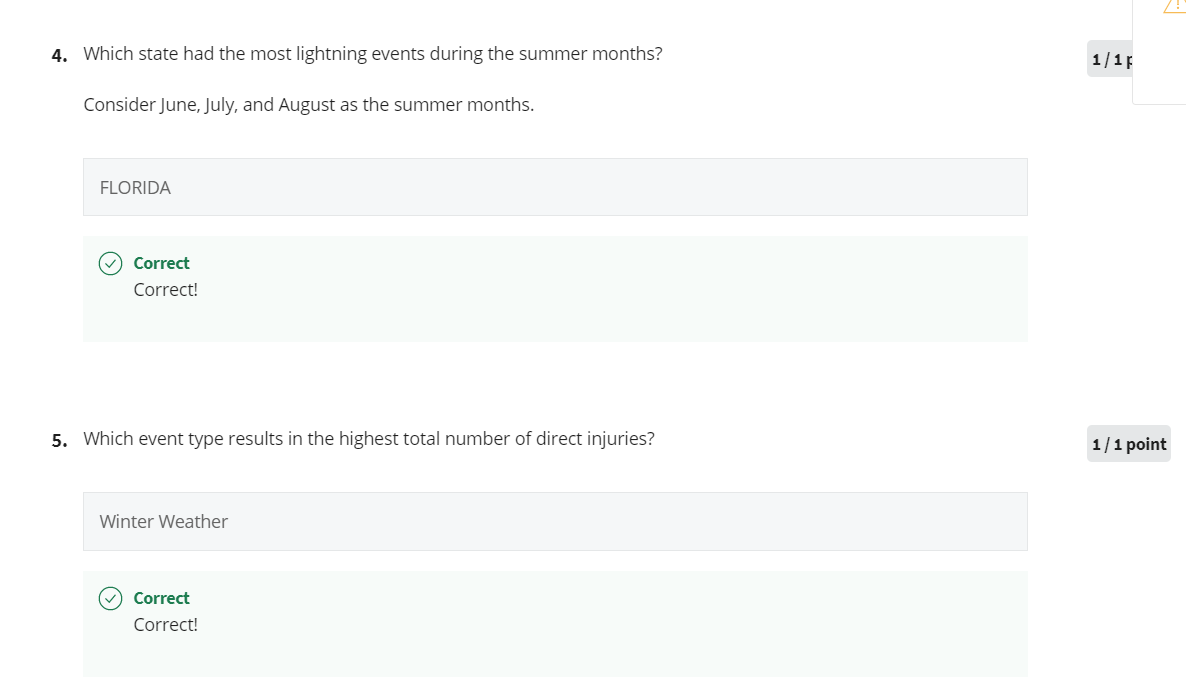 4. Which state had the most lightning events during the summer months?
1 / 1 p
Consider June, July, and August as the summer months.
FLORIDA
Correct
Correct!
5. Which event type results in the highest total number of direct injuries?
1 / 1 point
Winter Weather
Correct
Correct!